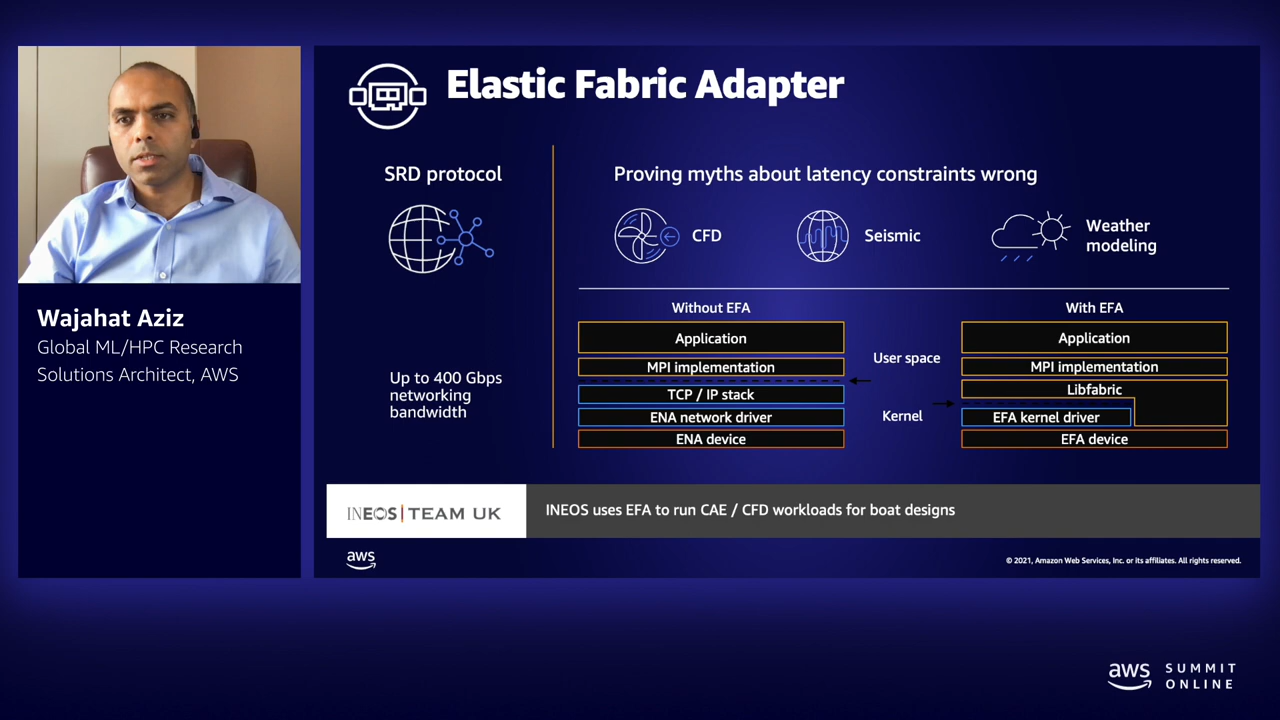 Elastic Fabric Adapter
SRD protocol
Up to 400 Gbps
networking
bandwidth
Proving myths about latency constraints wrong
CFD
Seismic
Weather
modeling
Without EFA
Application
MPI implementation
TCP / IP stack
ENA network driver
ENA device
User space
Kernel
With EFA
Application
MPI implementation
Libfabric
EFA kernel driver
EFA device
INEOS | TEAM UK
INEOS uses EFA to run CAE / CFD workloads for boat designs
aws
© 2021, Amazon Web Services, Inc. or its affiliates. All rights reserved.
Wajahat Aziz
Global ML/HPC Research
Solutions Architect, AWS
aws
SUMMIT
ONLINE